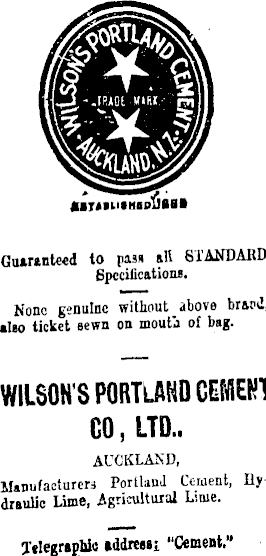 WILSON'S PORTLAND CEMENT
TRADE MARK.
AUCKLAND, N.Z.
Guaranteed to pass all STANDARD
Specifications.
None genuine without above brand,
also ticket sewn on mouth of bag.
WILSON'S PORTLAND CEMENT
CO, LTD.,
AUCKLAND,
Manufacturers Portland Cement, Hy-
draulic Lime, Agricultural Lime.
Telegraphic address: "Cement."